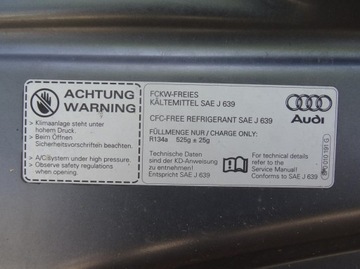 ACHTUNG
WARNING
> Klimaanlage steht unter
hohem Druck.
> Beim Öffnen
Sicherheitsvorschriften beachten.
> A/C-system under high pressure.
> Observe safety regulations
when opening.
FCKW-FREIES
KÄLTEMITTEL SAE J 639
CFC-FREE REFRIGERANT SAE J 639
FÜLLMENGE NUR / CHARGE ONLY:
R134a 525g ± 25g
Technische Daten
sind der KD-Anweisung
zu entnehmen!
Entspricht SAE J 639
Technical data:
Refer to the
Service Manual!
Conforms to SAE J 639
Audi